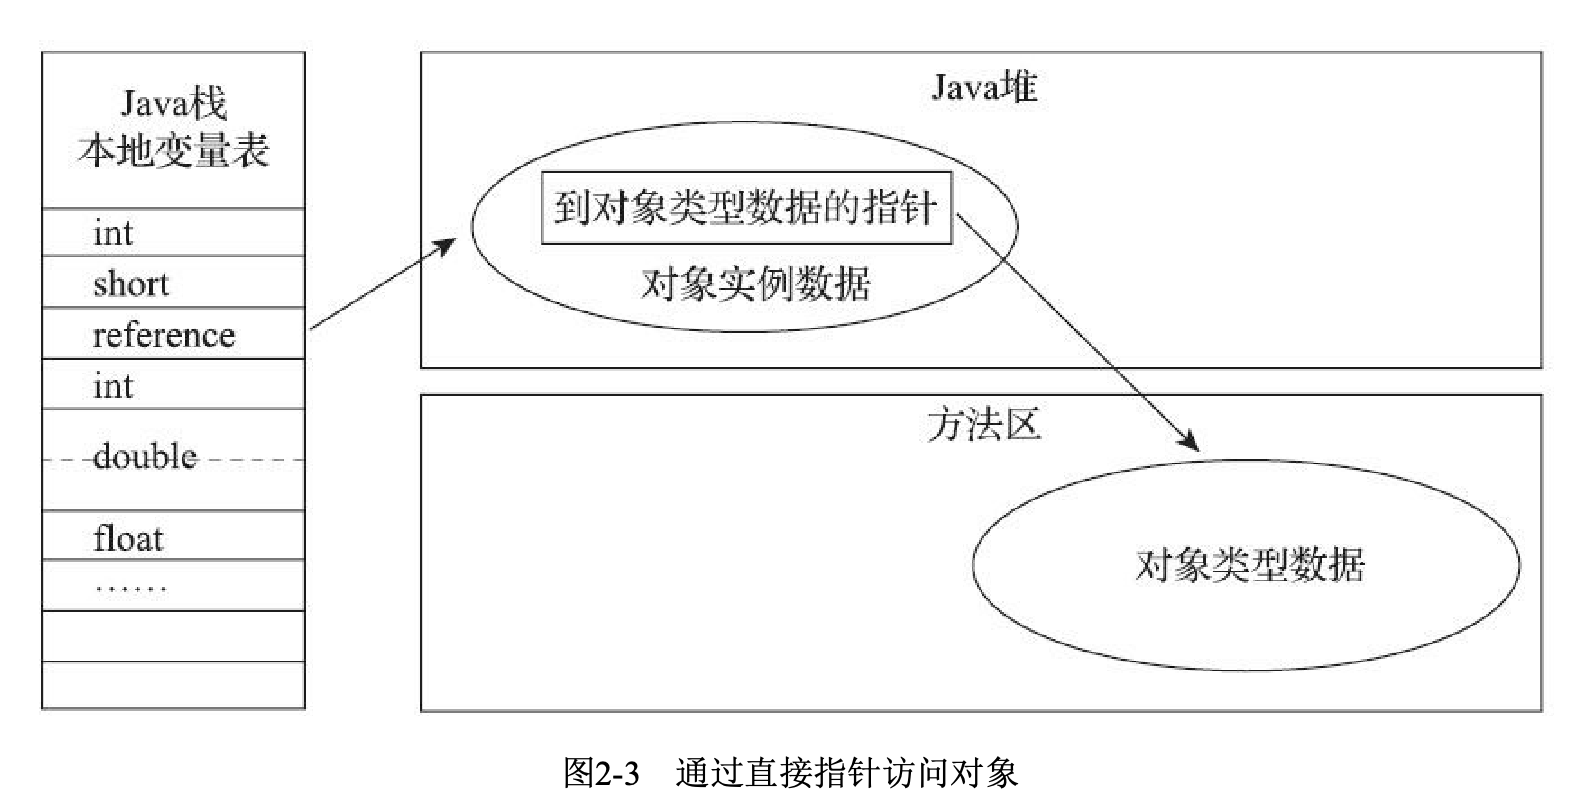 Java栈
本地变量表
int
short
reference
int
double
float
……
Java堆
到对象类型数据的指针
对象实例数据
方法区
对象类型数据
图2-3 通过直接指针访问对象